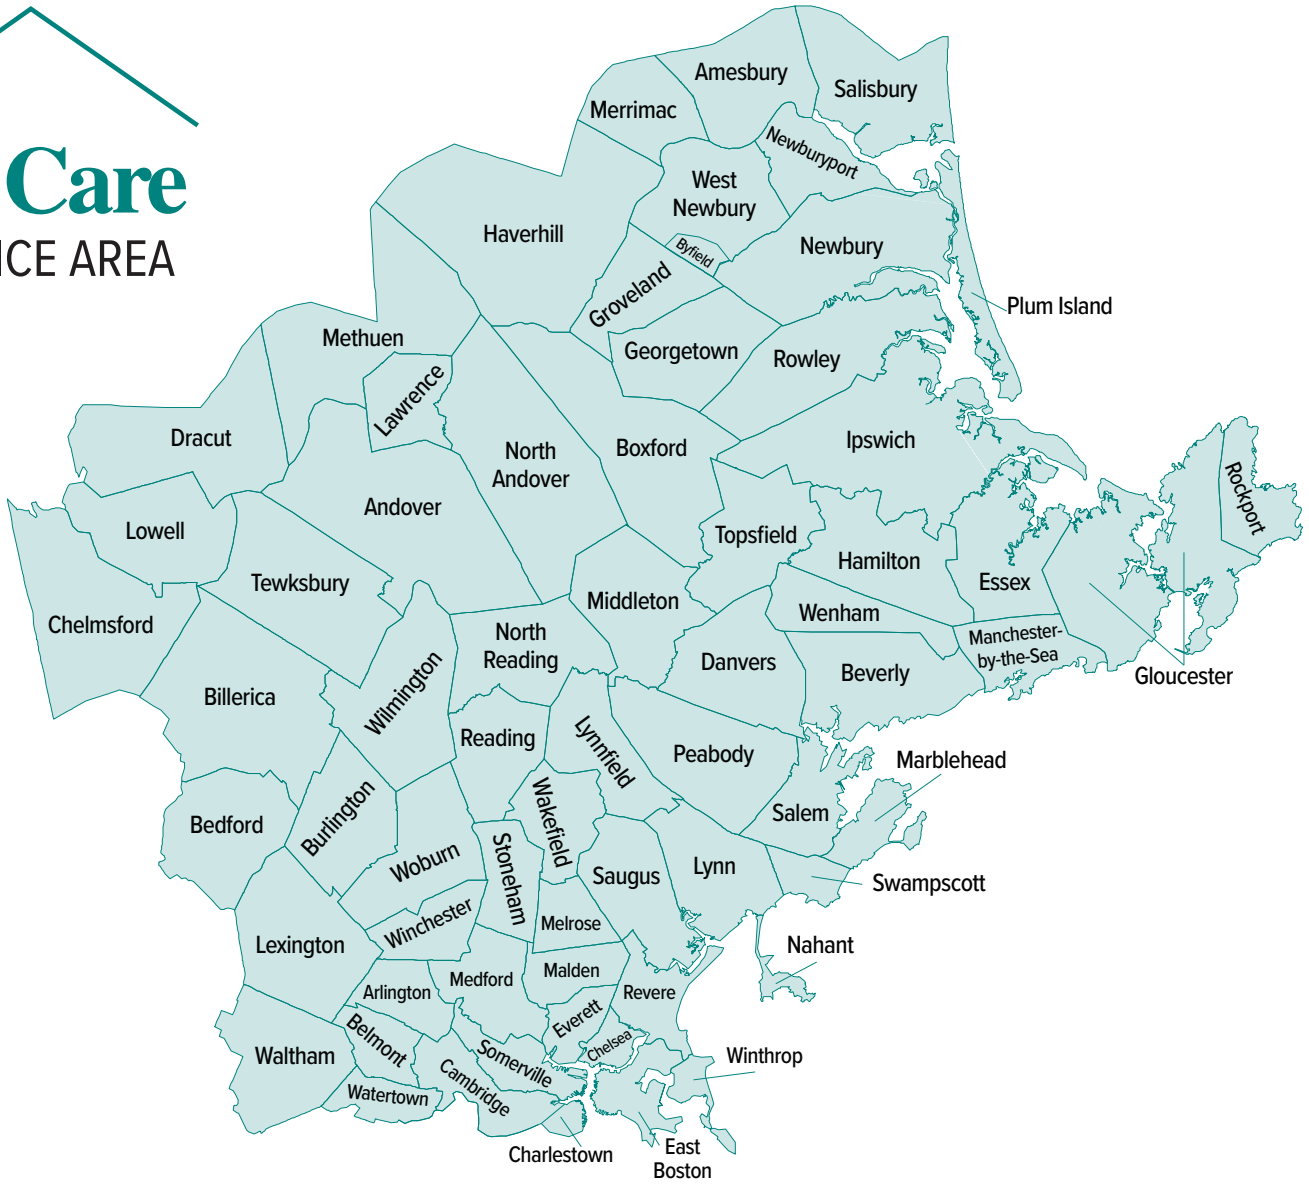 Care
ICE AREA
Amesbury
Salisbury
Merrimac
Newburyport
West
Newbury
Haverhill
Byfield
Newbury
Groveland
Plum Island
Methuen
Georgetown
Rowley
Lawrence
Dracut
Ipswich
North
Andover
Boxford
Andover
Rockport
Lowell
Topsfield
Hamilton
Tewksbury
Essex
Middleton
Wenham
Chelmsford
North
Reading
Manchester-
by-the-Sea
Danvers
Beverly
Gloucester
Billerica
Wilmington
Reading
Lynnfield
Peabody
Marblehead
Bedford
Burlington
Wakefield
Salem
Woburn
Stoneham
Saugus
Lynn
Swampscott
Winchester
Melrose
Lexington
Nahant
Medford
Malden
Arlington
Revere
Everett
Belmont
Chelsea
Waltham
Somerville
Winthrop
Cambridge
Watertown
Charlestown
East
Boston